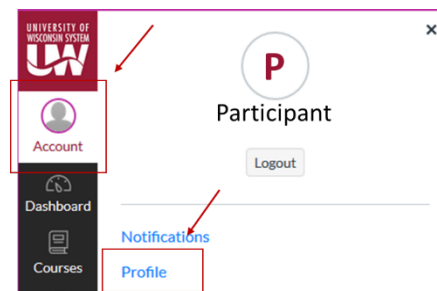 UNIVERSITY OF
WISCONSIN SYSTEM
UW
Account
Dashboard
Courses
×
P
Participant
Logout
Notifications
Profile